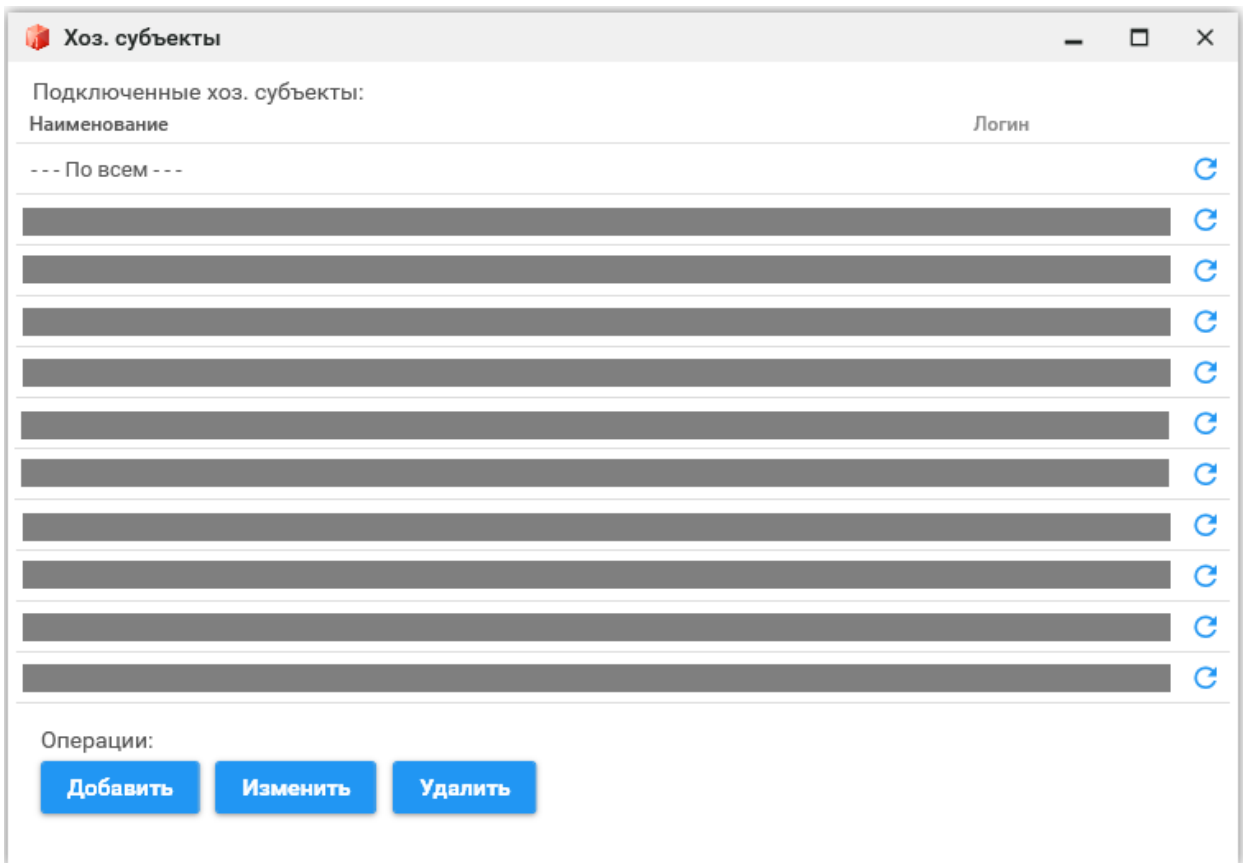 Хоз. субъекты
Подключенные хоз. субъекты:
Наименование Логин
--- По всем ---
Операции:
Добавить Изменить Удалить